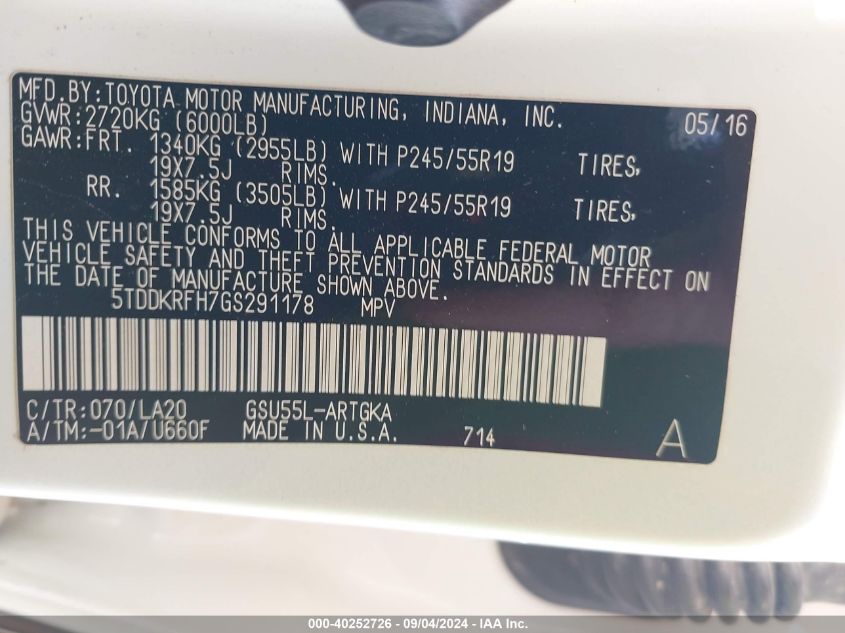 MFD.BY:TOYOTA MOTOR MANUFACTURING, INDIANA, INC. 05/16
GVWR:2720KG (6000LB)
GAWR:FRT. 1340KG (2955LB) WITH P245/55R19 TIRES,
19X7.5J RIMS.
RR. 1585KG (3505LB) WITH P245/55R19 TIRES,
19X7.5J RIMS.
THIS VEHICLE CONFORMS TO ALL APPLICABLE FEDERAL MOTOR
VEHICLE SAFETY AND THEFT PREVENTION STANDARDS IN EFFECT ON
THE DATE OF MANUFACTURE SHOWN ABOVE.
5TDDKRFH7GS291178 MPV
C/TR:070/LA20 GSU55L-ARTGKA
A/TM:-01A/U660F MADE IN U.S.A. 714 A
000-40252726 - 09/04/2024 - IAA Inc.